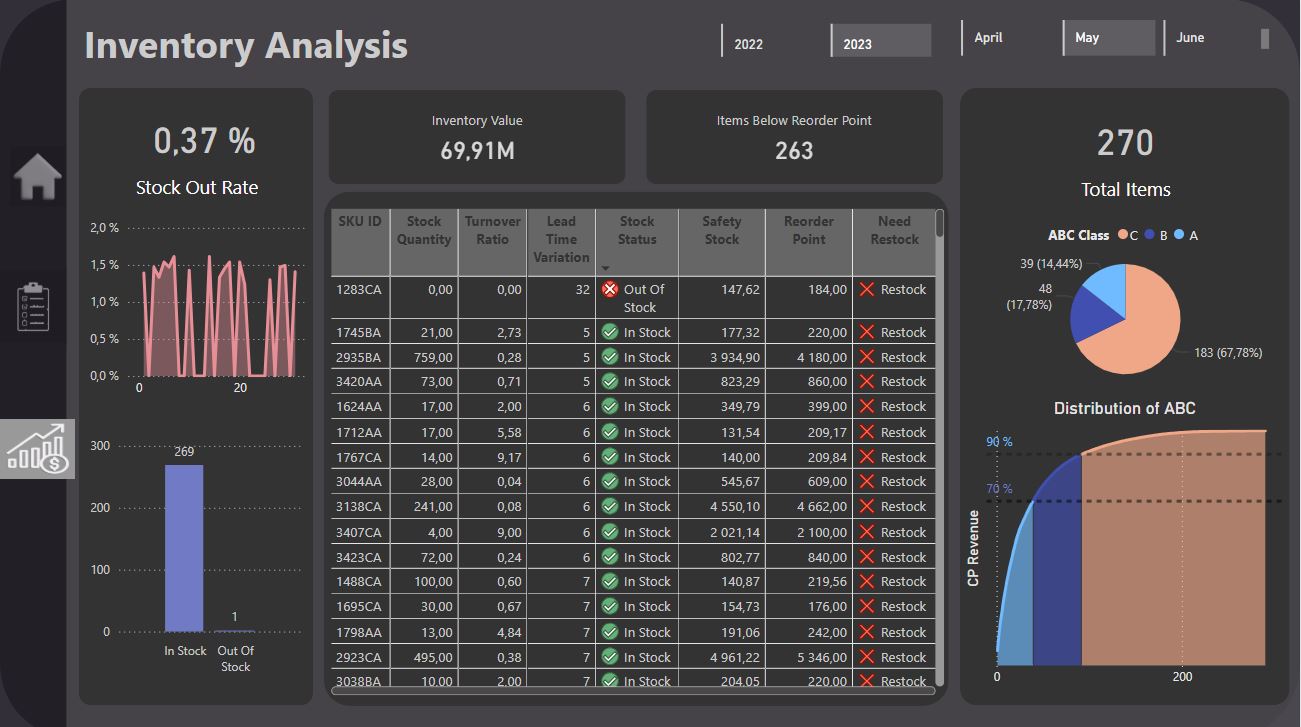 Inventory Analysis
2022
2023
April
May
June
0,37 %
Stock Out Rate
2,0 %
1,5 %
1,0 %
0,5 %
0,0 %
0
20
300
200
100
0
269
1
In Stock
Out Of
Stock
Inventory Value
69,91M
Items Below Reorder Point
263
SKU ID Stock Quantity Turnover Ratio Lead Time Variation Stock Status Safety Stock Reorder Point Need Restock
1283CA 0,00 0,00 32 Out Of Stock 147,62 184,00 Restock
1745BA 21,00 2,73 5 In Stock 177,32 220,00 Restock
2935BA 759,00 0,28 5 In Stock 3 934,90 4 180,00 Restock
3420AA 73,00 0,71 5 In Stock 823,29 860,00 Restock
1624AA 17,00 2,00 6 In Stock 349,79 399,00 Restock
1712AA 17,00 5,58 6 In Stock 131,54 209,17 Restock
1767CA 14,00 9,17 6 In Stock 140,00 209,84 Restock
3044AA 28,00 0,04 6 In Stock 545,67 609,00 Restock
3138CA 241,00 0,08 6 In Stock 4 550,10 4 662,00 Restock
3407CA 4,00 9,00 6 In Stock 2 021,14 2 100,00 Restock
3423CA 72,00 0,24 6 In Stock 802,77 840,00 Restock
1488CA 100,00 0,60 7 In Stock 140,87 219,56 Restock
1695CA 30,00 0,67 7 In Stock 154,73 176,00 Restock
1798AA 13,00 4,84 7 In Stock 191,06 242,00 Restock
2923CA 495,00 0,38 7 In Stock 4 961,22 5 346,00 Restock
3038BA 10,00 2,00 7 In Stock 204,05 220,00 Restock
270
Total Items
ABC Class C B A
39 (14,44%)
48
(17,78%)
183 (67,78%)
Distribution of ABC
90 %
70 %
CP Revenue
0
200